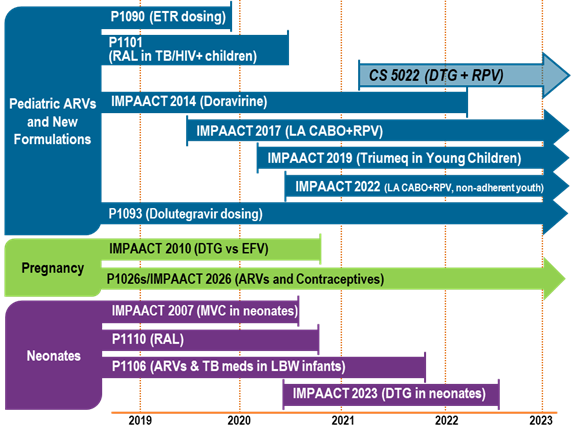 P1090 (ETR dosing)
P1101
(RAL in TB/HIV+ children)
CS 5022 (DTG + RPV)
Pediatric ARVs
and New
Formulations
IMPAACT 2014 (Doravirine)
IMPAACT 2017 (LA CABO+RPV)
IMPAACT 2019 (Triumeq in Young Children)
IMPAACT 2022 (LA CABO+RPV, non-adherent youth)
P1093 (Dolutegravir dosing)
Pregnancy
IMPAACT 2010 (DTG vs EFV)
P1026s/IMPAACT 2026 (ARVs and Contraceptives)
Neonates
IMPAACT 2007 (MVC in neonates)
P1110 (RAL)
P1106 (ARVs & TB meds in LBW infants)
IMPAACT 2023 (DTG in neonates)
2019 2020 2021 2022 2023